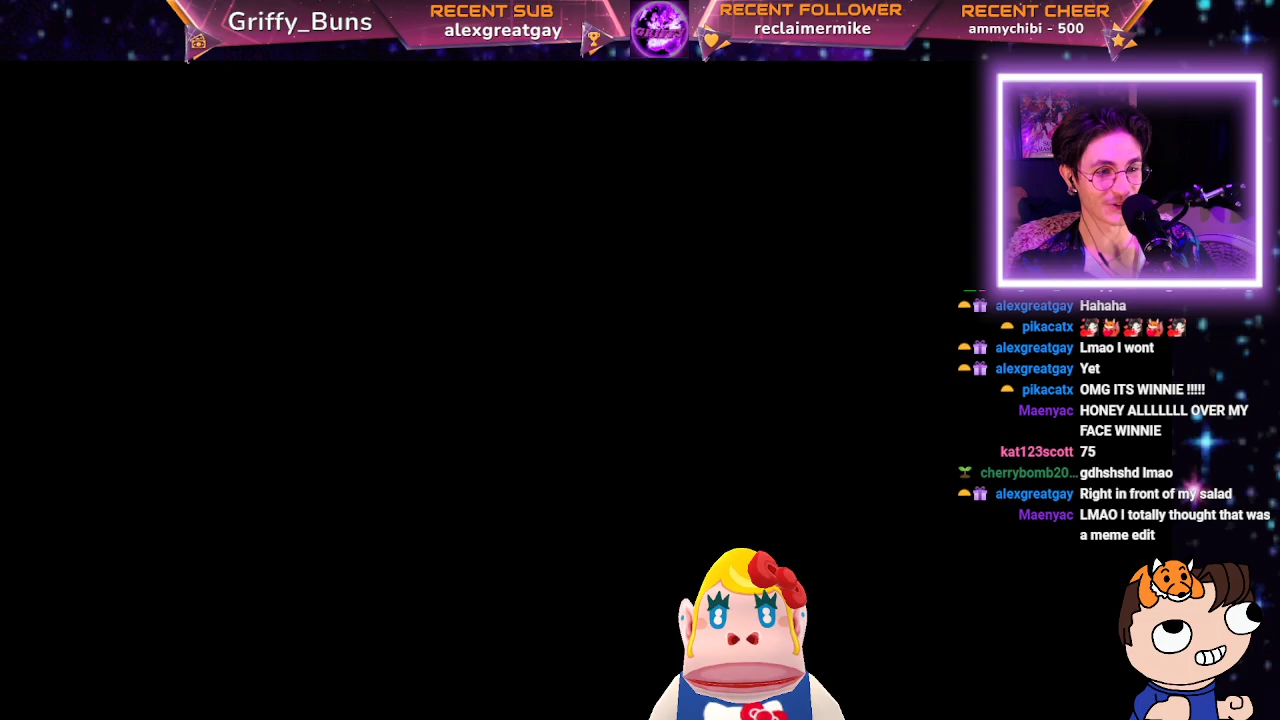 Griffy_Buns
RECENT SUB
alexgreatgay
RECENT FOLLOWER
reclaimermike
RECENT CHEER
ammychibi - 500
alexgreatgay Hahaha
pikacatx
alexgreatgay Lmao I wont
alexgreatgay Yet
pikacatx OMG ITS WINNIE !!!!!
Maenyac HONEY ALLLLLLL OVER MY
FACE WINNIE
kat123scott 75
cherrybomb20... gdhshshd lmao
alexgreatgay Right in front of my salad
Maenyac LMAO I totally thought that was
a meme edit